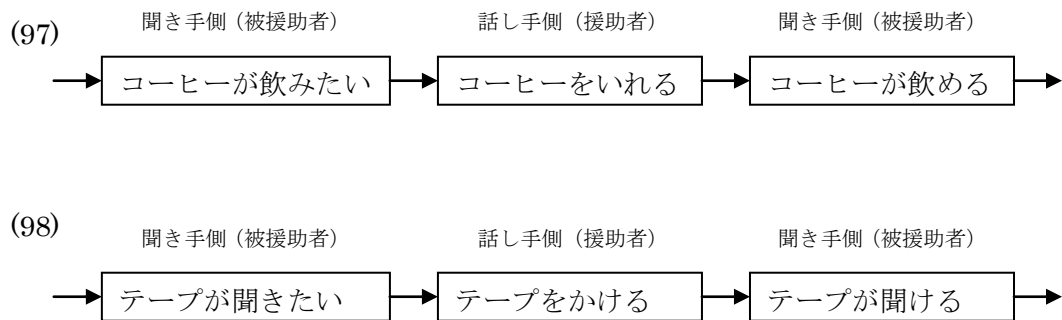 (97)
聞き手側（被援助者） 話し手側（援助者） 聞き手側（被援助者）
コーヒーが飲みたい コーヒーをいれる コーヒーが飲める
(98)
聞き手側（被援助者） 話し手側（援助者） 聞き手側（被援助者）
テープが聞きたい テープをかける テープが聞ける